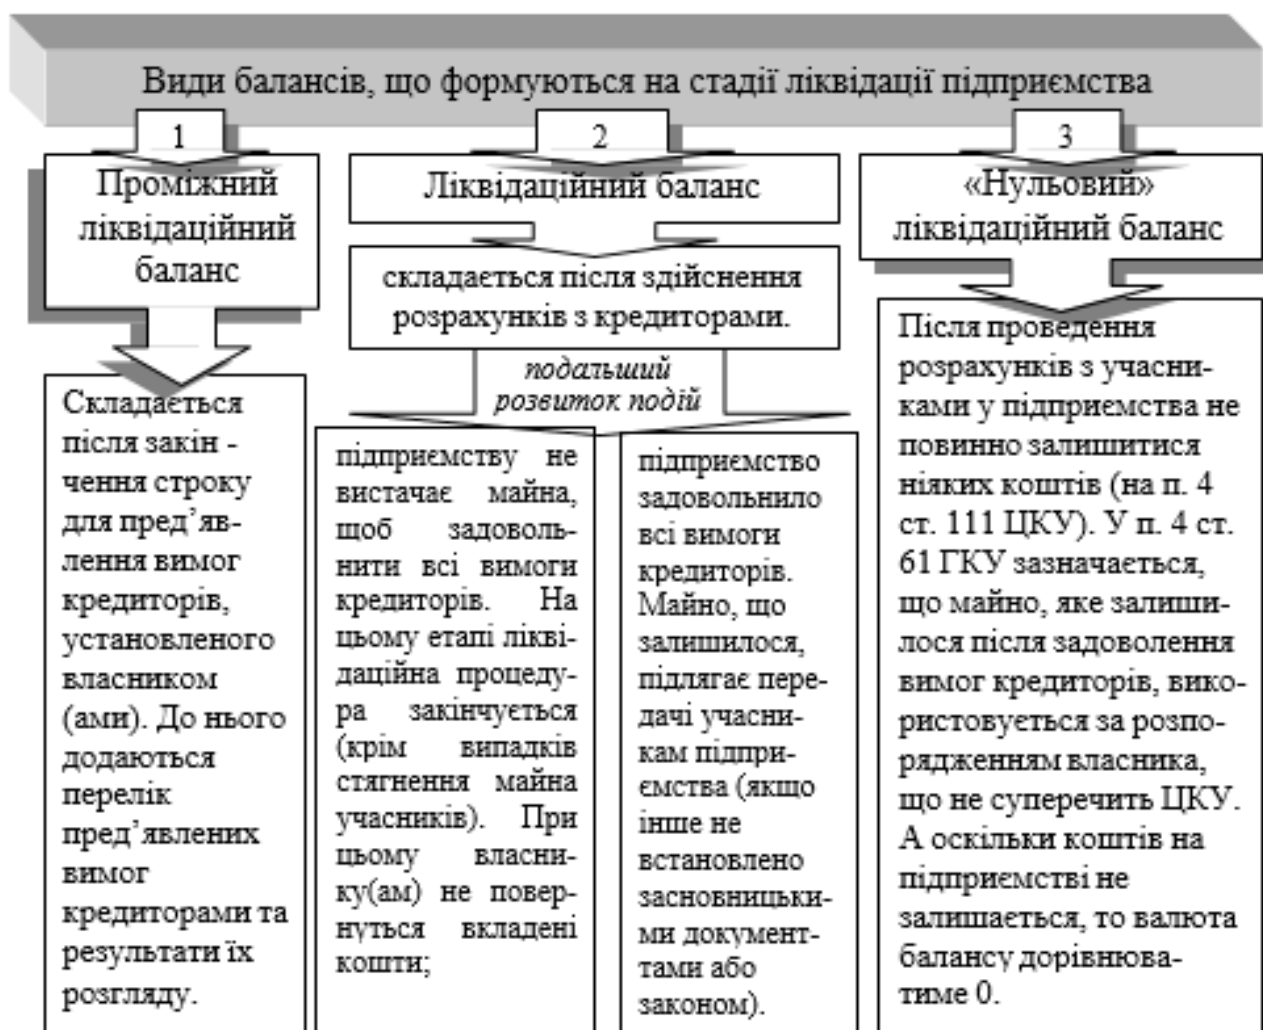 Види балансів, що формуються на стадії ліквідації підприємства
1
Проміжний
ліквідаційний
баланс
Складається
після закін -
чення строку
для пред’яв-
лення вимог
кредиторів,
установленого
власником
(ами). До нього
додаються
перелік
пред’явлених
вимог
кредиторами та
результати їх
розгляду.
2
Ліквідаційний баланс
складається після здійснення
розрахунків з кредиторами.
подальший
розвиток подій
підприємству не
вистачає майна,
щоб задоволь-
нити всі вимоги
кредиторів. На
цьому етапі лікві-
даційна процеду-
ра закінчується
(крім випадків
стягнення майна
учасників). При
цьому власни-
ку(ам) не повер-
нуться вкладені
кошти;
підприємство
задовольнило
всі вимоги
кредиторів.
Майно, що
залишилося,
підлягає пере-
дачі учасни-
кам підпри-
ємства (якщо
інше не
встановлено
засновницьки-
ми документ-
тами або
законом).
3
«Нульовий»
ліквідаційний баланс
Після проведення
розрахунків з учасни-
ками у підприємства не
повинно залишитися
ніяких коштів (на п. 4
ст. 111 ЦКУ). У п. 4 ст.
61 ГКУ зазначається,
що майно, яке залиши-
лося після задоволення
вимог кредиторів, вико-
ристовується за розпо-
рядженням власника,
що не суперечить ЦКУ.
А оскільки коштів на
підприємстві не
залишається, то валюта
балансу дорівнюва-
тиме 0.